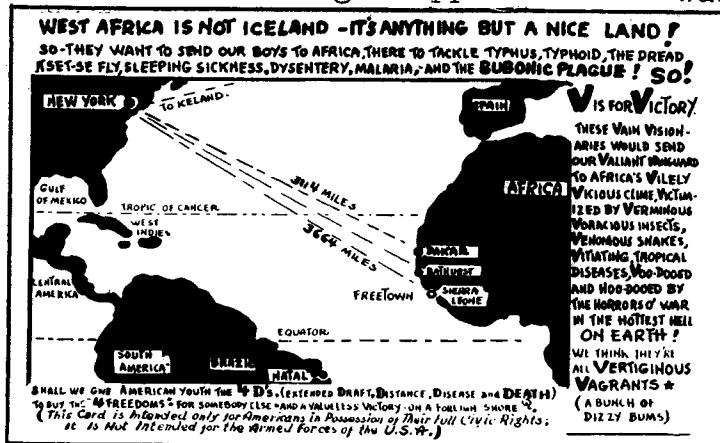 WEST AFRICA IS NOT ICELAND - IT'S ANYTHING BUT A NICE LAND!
SO - THEY WANT TO SEND OUR BOYS TO AFRICA, THERE TO TACKLE TYPHUS, TYPHOID, THE DREAD
TSET-SE FLY, SLEEPING SICKNESS, DYSENTERY, MALARIA, - AND THE BUBONIC PLAGUE! SO!
NEW YORK
TO ICELAND
SPAIN
AFRICA
GULF
OF MEXICO
TROPIC OF CANCER
WEST
INDIES
3114 MILES
3664 MILES
DAKAR
BATHURST
SIERRA
LEONE
FREETOWN
CENTRAL
AMERICA
EQUATOR
SOUTH
AMERICA
BRAZIL
NATAL
V IS FOR VICTORY.
THESE VAIN VISION-
ARIES WOULD SEND
OUR VALIANT VANGUARD
TO AFRICA'S VILELY
VICIOUS CLIME, VICTIM-
IZED BY VERMINOUS
VORACIOUS INSECTS,
VENOMOUS SNAKES,
VITIATING TROPICAL
DISEASES, VOO-DOOED
AND HOO-DOOED BY
THE HORRORS O' WAR
IN THE HOTTEST HELL
ON EARTH!
WE THINK THEY'RE
ALL VERTIGINOUS
VAGRANTS *
(A BUNCH OF
DIZZY BUMS)
SHALL WE GIVE AMERICAN YOUTH THE "4 D'S. (EXTENDED DRAFT, DISTANCE, DISEASE and DEATH)
TO BUY THE "4 FREEDOMS" FOR SOMEBODY ELSE - AND A VALUELESS VICTORY - ON A FOREIGN SHORE?
(This Card is Intended only for Americans in Possession of Their Full Civic Rights;
it Is Not Intended for the Armed Forces of the U.S.A.)